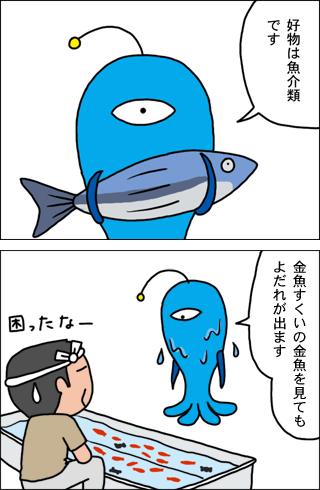 好物は魚介類
です
金魚すくいの金魚を見ても
よだれが出ます
困ったなー